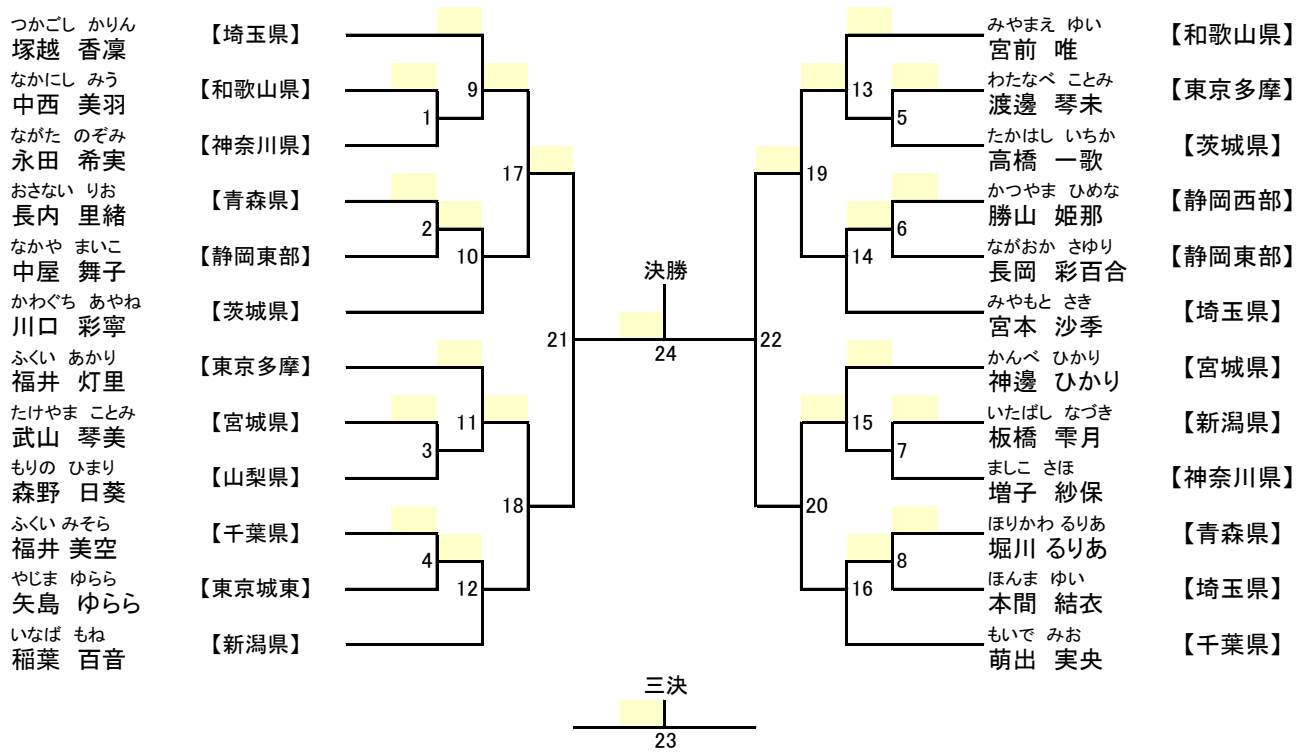 つかごし かりん
塚越 香凜 【埼玉県】
なかにし みう
中西 美羽 【和歌山県】
ながた のぞみ
永田 希実 【神奈川県】
おさない りお
長内 里緒 【青森県】
なかや まいこ
中屋 舞子 【静岡東部】
かわぐち あやね
川口 彩寧 【茨城県】
ふくい あかり
福井 灯里 【東京多摩】
たけやま ことみ
武山 琴美 【宮城県】
もりの ひまり
森野 日葵 【山梨県】
ふくい みそら
福井 美空 【千葉県】
やじま ゆらら
矢島 ゆらら 【東京城東】
いなば もね
稲葉 百音 【新潟県】
9
1
17
2
10
21
11
3
18
4
12
決勝
24
三決
23
13
5
19
6
14
22
15
7
20
8
16
みやまえ ゆい
宮前 唯 【和歌山県】
わたなべ ことみ
渡邊 琴未 【東京多摩】
たかはし いちか
高橋 一歌 【茨城県】
かつやま ひめな
勝山 姫那 【静岡西部】
ながおか さゆり
長岡 彩百合 【静岡東部】
みやもと さき
宮本 沙季 【埼玉県】
かんべ ひかり
神邊 ひかり 【宮城県】
いたばし なづき
板橋 雫月 【新潟県】
ましこ さほ
増子 紗保 【神奈川県】
ほりかわ るりあ
堀川 るりあ 【青森県】
ほんま ゆい
本間 結衣 【埼玉県】
もいで みお
萌出 実央 【千葉県】